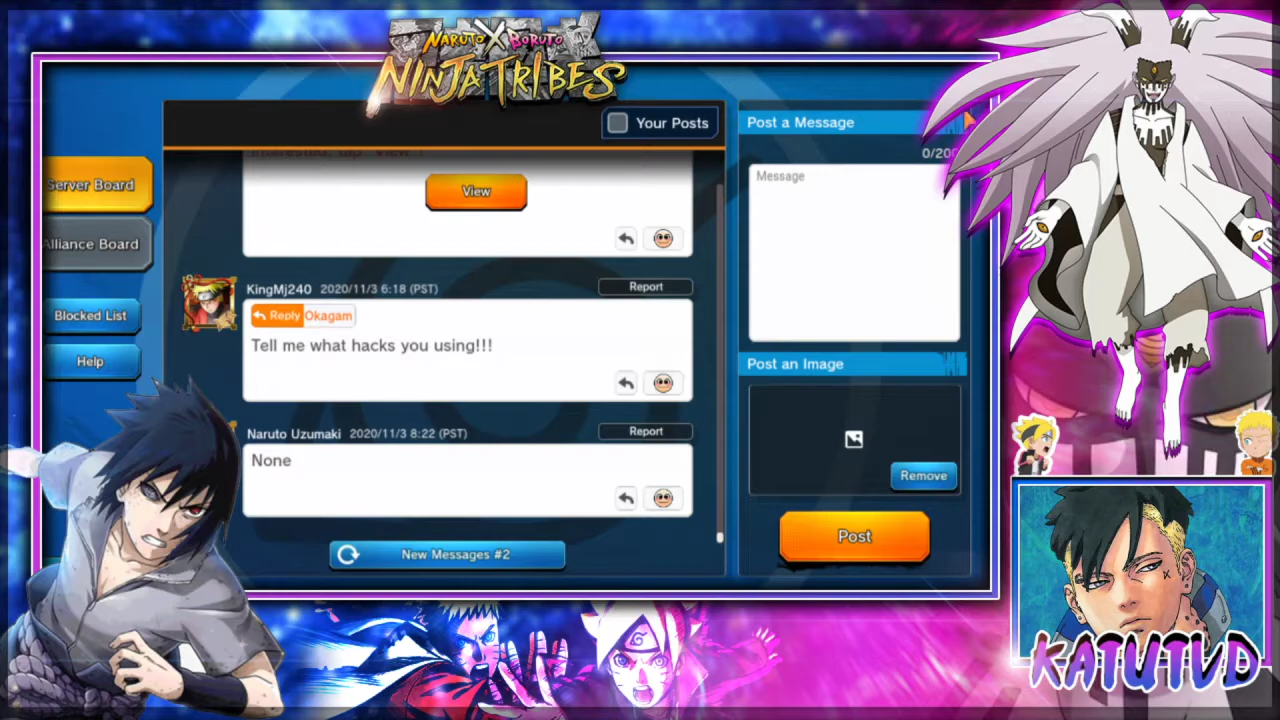 NARUTO X BORUTO
NINJA TRIBES
Your Posts
Post a Message
0/200
Message
Server Board
Alliance Board
Blocked List
Help
View
KingMj240 2020/11/3 6:18 (PST)
Report
Reply Okagam
Tell me what hacks you using!!!
Naruto Uzumaki 2020/11/3 8:22 (PST)
Report
None
New Messages #2
Post an Image
Remove
Post
KATUTVD